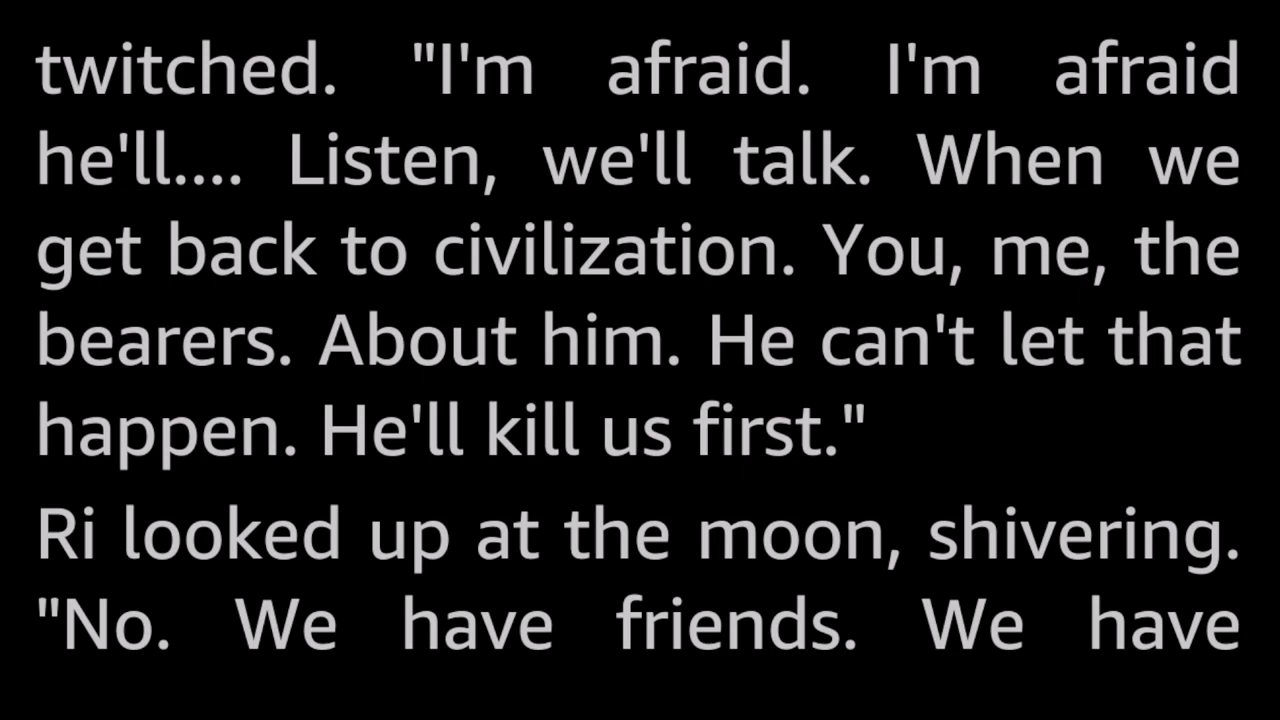 twitched. "I'm afraid. I'm afraid
he'll.... Listen, we'll talk. When we
get back to civilization. You, me, the
bearers. About him. He can't let that
happen. He'll kill us first."
Ri looked up at the moon, shivering.
"No. We have friends. We have